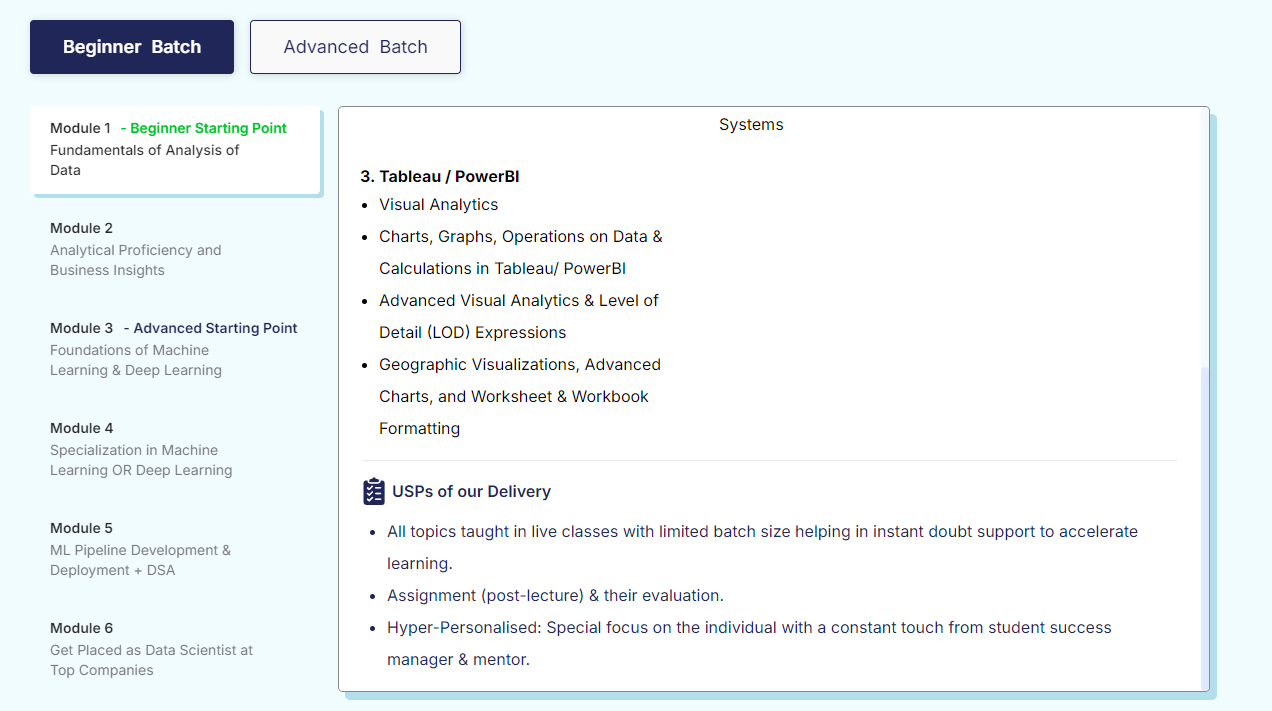 Beginner Batch
Advanced Batch
Module 1 - Beginner Starting Point
Fundamentals of Analysis of
Data
Module 2
Analytical Proficiency and
Business Insights
Module 3 - Advanced Starting Point
Foundations of Machine
Learning & Deep Learning
Module 4
Specialization in Machine
Learning OR Deep Learning
Module 5
ML Pipeline Development &
Deployment + DSA
Module 6
Get Placed as Data Scientist at
Top Companies
Systems
3. Tableau / PowerBI
• Visual Analytics
• Charts, Graphs, Operations on Data &
Calculations in Tableau/ PowerBI
• Advanced Visual Analytics & Level of
Detail (LOD) Expressions
• Geographic Visualizations, Advanced
Charts, and Worksheet & Workbook
Formatting
USPs of our Delivery
• All topics taught in live classes with limited batch size helping in instant doubt support to accelerate
learning.
• Assignment (post-lecture) & their evaluation.
• Hyper-Personalised: Special focus on the individual with a constant touch from student success
manager & mentor.